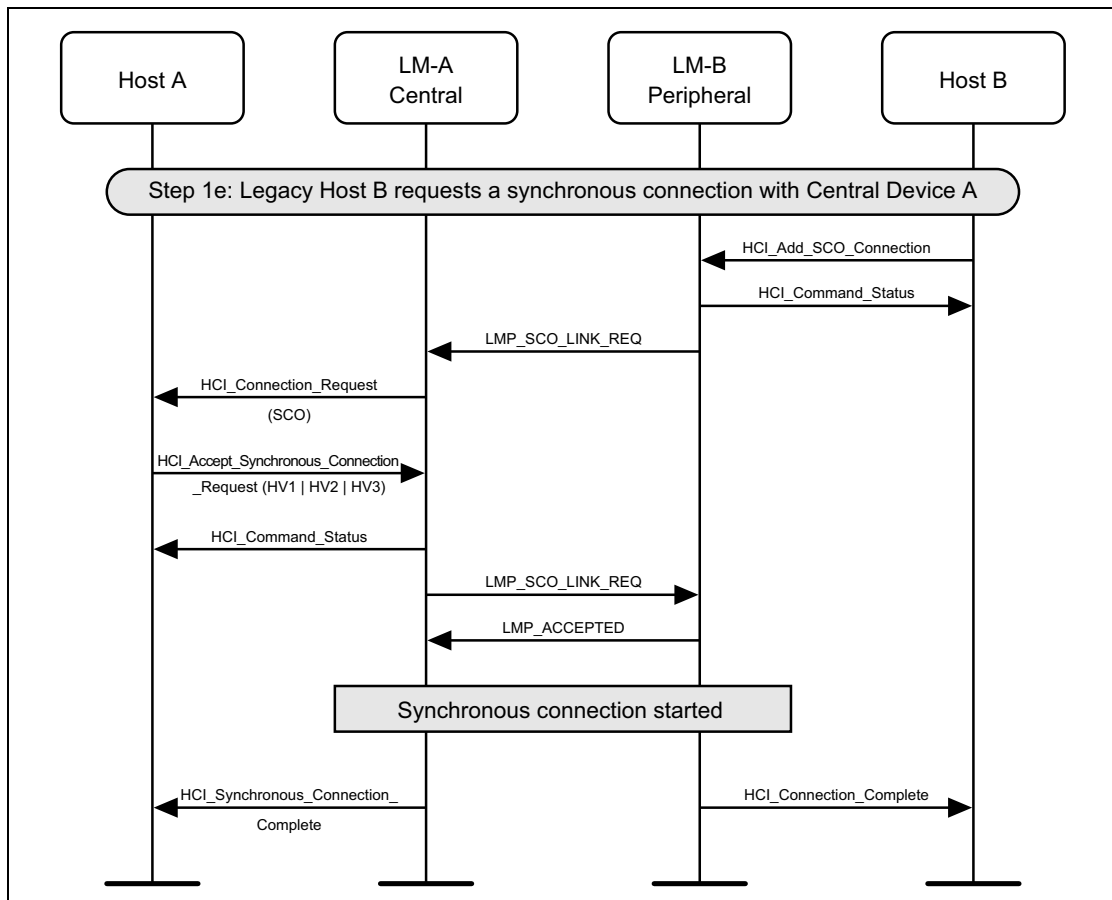 Host A
LM-A
Central
LM-B
Peripheral
Host B
Step 1e: Legacy Host B requests a synchronous connection with Central Device A
HCI_Add_SCO_Connection
HCI_Command_Status
LMP_SCO_LINK_REQ
HCI_Connection_Request
(SCO)
HCI_Accept_Synchronous_Connection
_Request (HV1 | HV2 | HV3)
HCI_Command_Status
LMP_SCO_LINK_REQ
LMP_ACCEPTED
Synchronous connection started
HCI_Synchronous_Connection_
Complete
HCI_Connection_Complete